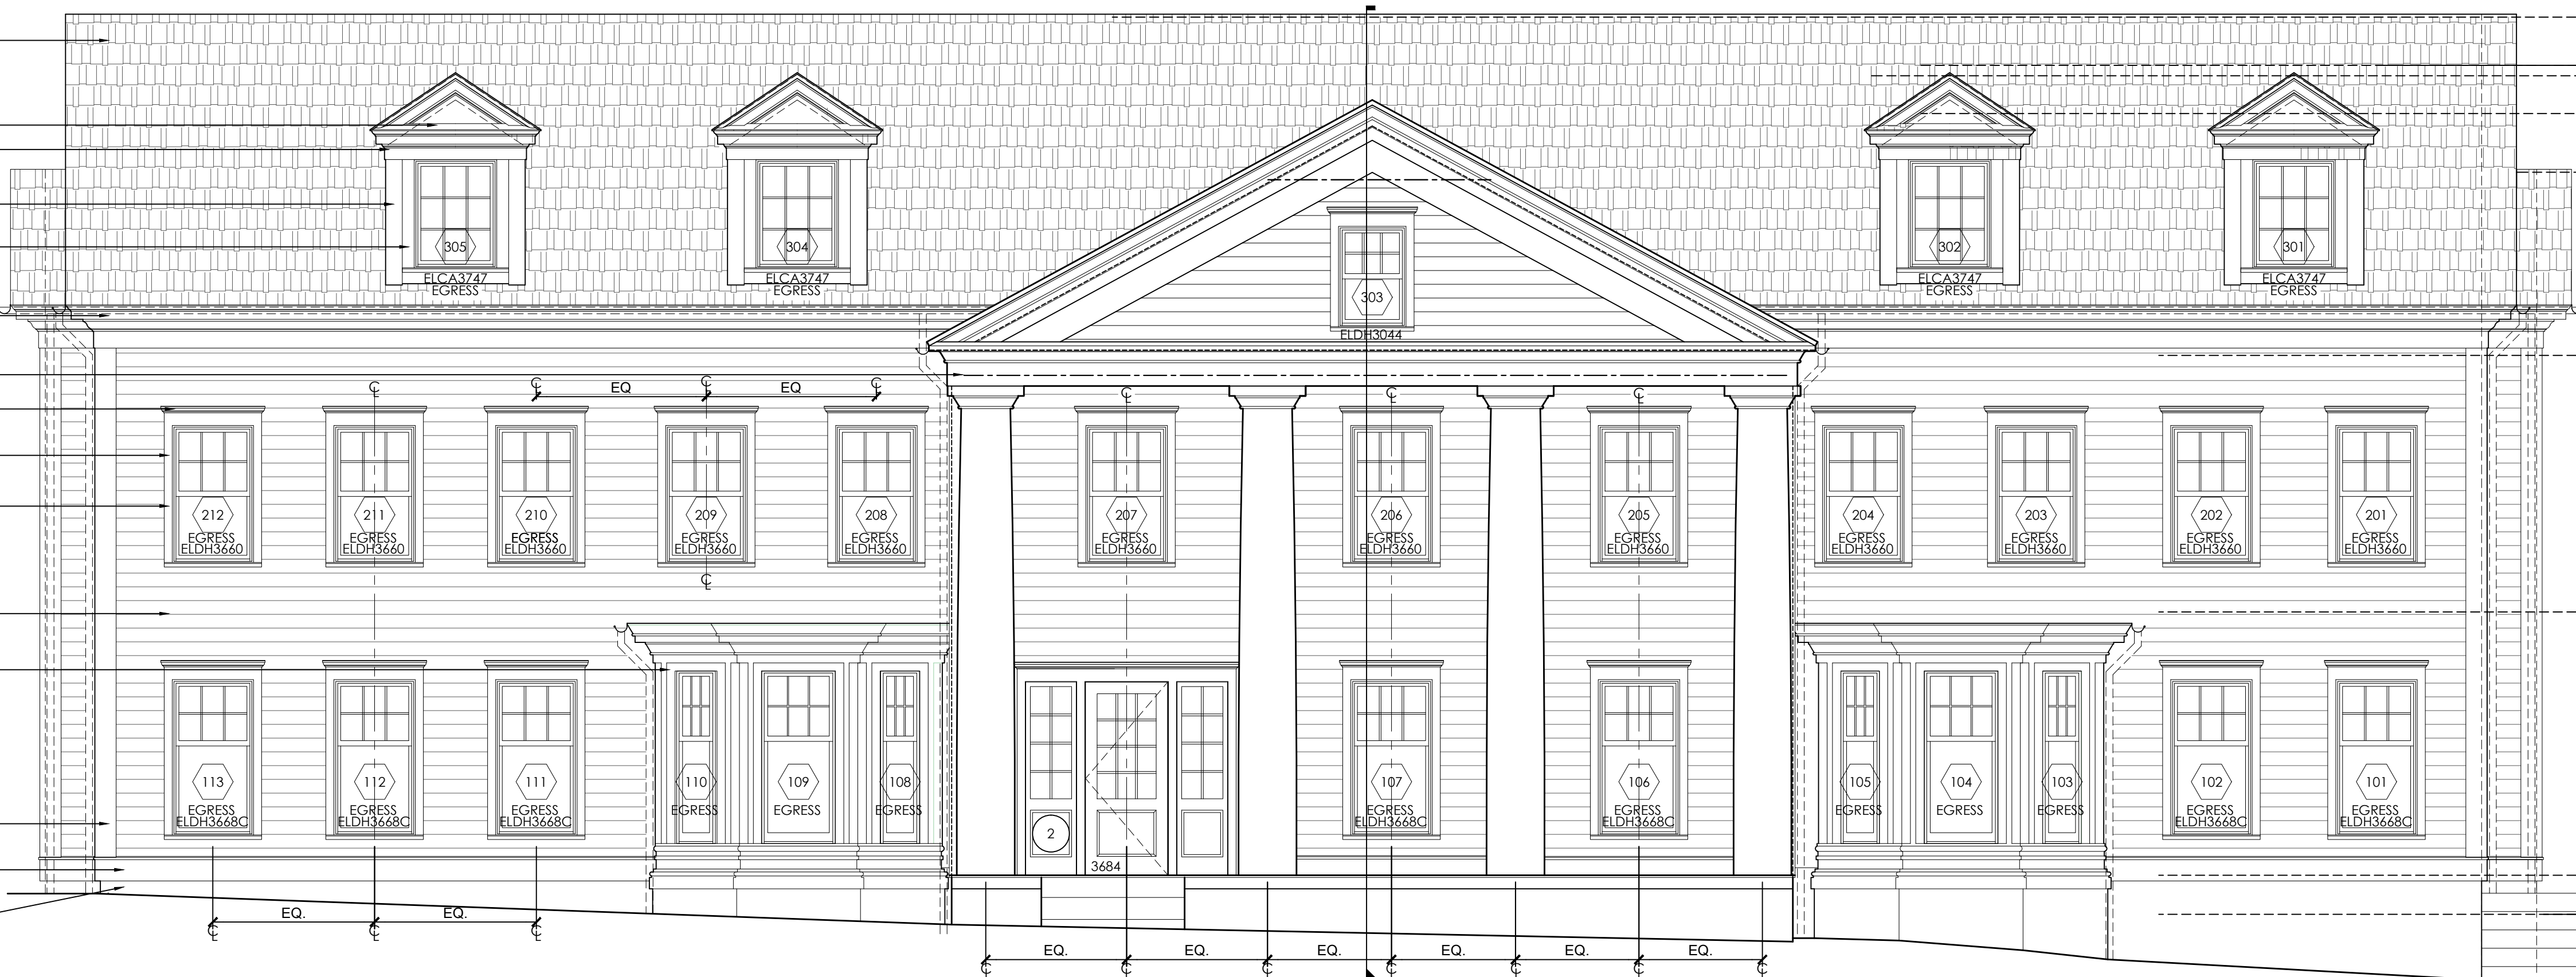 305
ELCA3747
EGRESS
304
ELCA3747
EGRESS
302
ELCA3747
EGRESS
301
ELCA3747
EGRESS
303
ELDH3044
℄
℄
EQ
℄
EQ
℄
℄
℄
℄
212
EGRESS
ELDH3660
211
EGRESS
ELDH3660
210
EGRESS
ELDH3660
209
EGRESS
ELDH3660
208
EGRESS
ELDH3660
207
EGRESS
ELDH3660
206
EGRESS
ELDH3660
205
EGRESS
ELDH3660
204
EGRESS
ELDH3660
203
EGRESS
ELDH3660
202
EGRESS
ELDH3660
201
EGRESS
ELDH3660
℄
113
EGRESS
ELDH3668C
112
EGRESS
ELDH3668C
111
EGRESS
ELDH3668C
110
EGRESS
109
EGRESS
108
EGRESS
2
3684
107
EGRESS
ELDH3668C
106
EGRESS
ELDH3668C
105
EGRESS
104
EGRESS
103
EGRESS
102
EGRESS
ELDH3668C
101
EGRESS
ELDH3668C
EQ.
EQ.
℄
℄
℄
EQ.
EQ.
EQ.
EQ.
EQ.
EQ.
℄
℄
℄
℄
℄
℄
℄